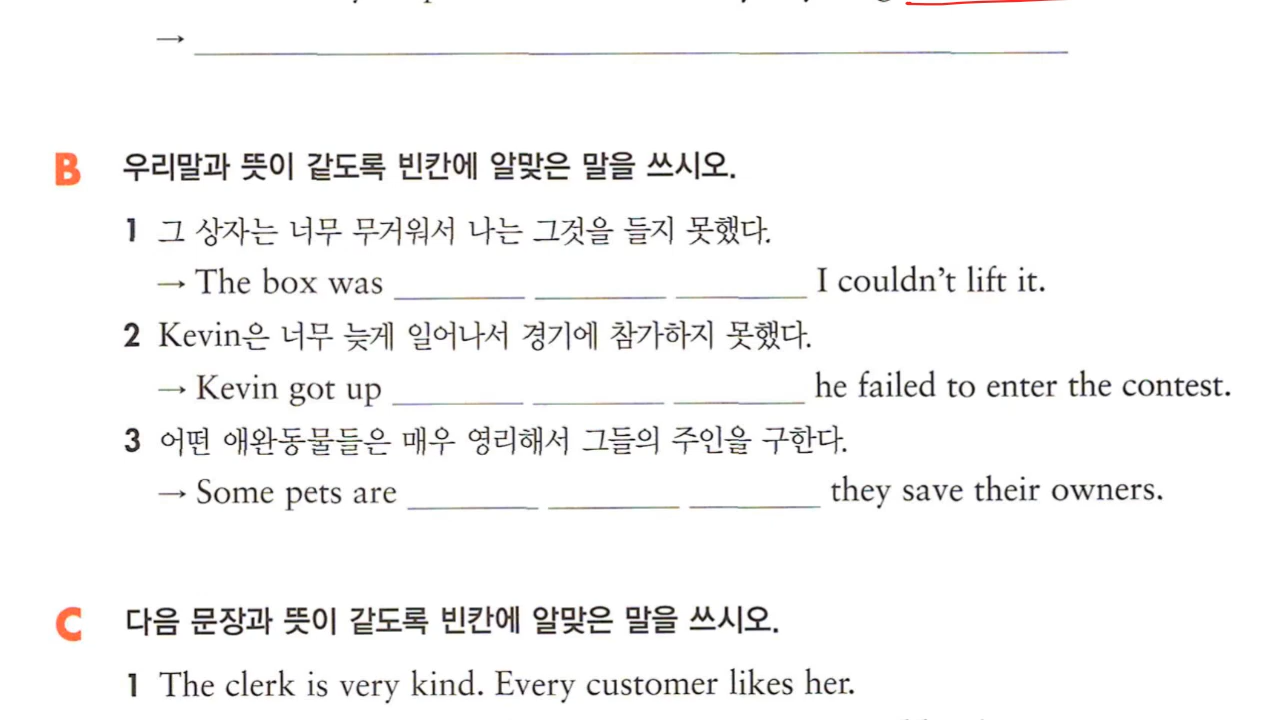 →
B 우리말과 뜻이 같도록 빈칸에 알맞은 말을 쓰시오.
1 그 상자는 너무 무거워서 나는 그것을 들지 못했다.
→ The box was ________ ________ ________ I couldn't lift it.
2 Kevin은 너무 늦게 일어나서 경기에 참가하지 못했다.
→ Kevin got up ________ ________ ________ he failed to enter the contest.
3 어떤 애완동물들은 매우 영리해서 그들의 주인을 구한다.
→ Some pets are ________ ________ ________ they save their owners.
C 다음 문장과 뜻이 같도록 빈칸에 알맞은 말을 쓰시오.
1 The clerk is very kind. Every customer likes her.